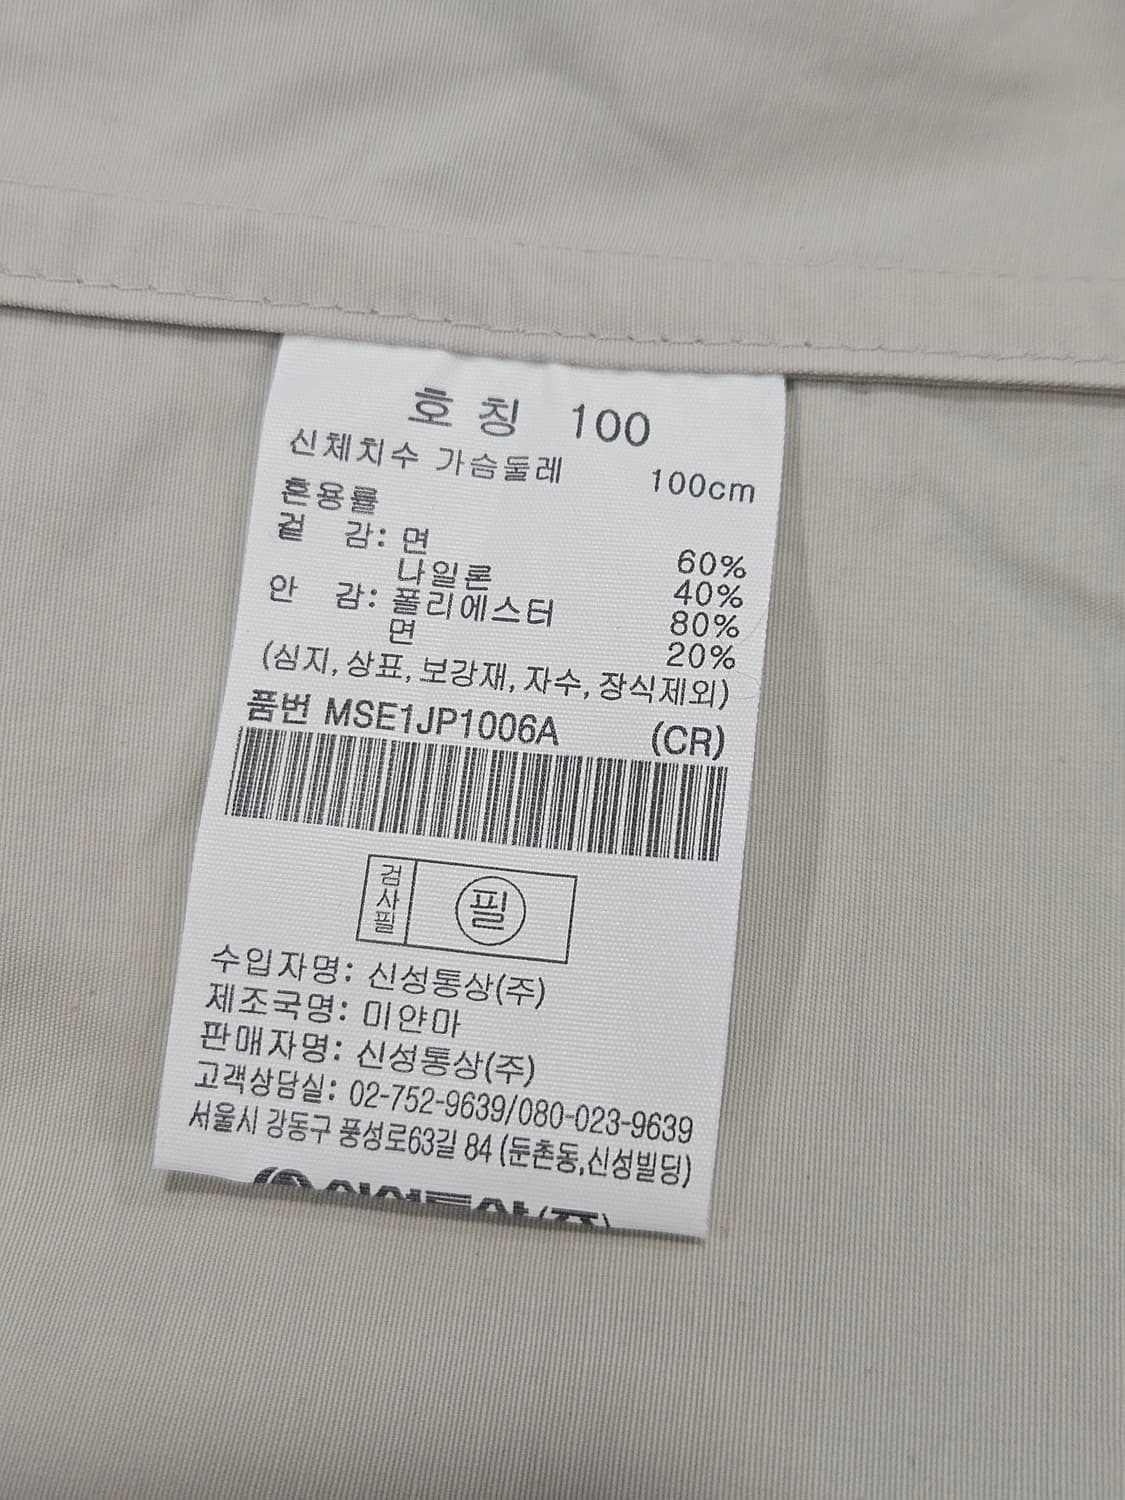 호 칭 100
신체치수 가슴둘레 100cm
혼용률
겉 감: 면 60%
나일론 40%
안 감: 폴리에스터 80%
면 20%
(심지, 상표, 보강재, 자수, 장식제외)
품번 MSE1JP1006A (CR)
검사필 필
수입자명: 신성통상(주)
제조국명: 미얀마
판매자명: 신성통상(주)
고객상담실: 02-752-9639/080-023-9639
서울시 강동구 풍성로63길 84 (둔촌동,신성빌딩)